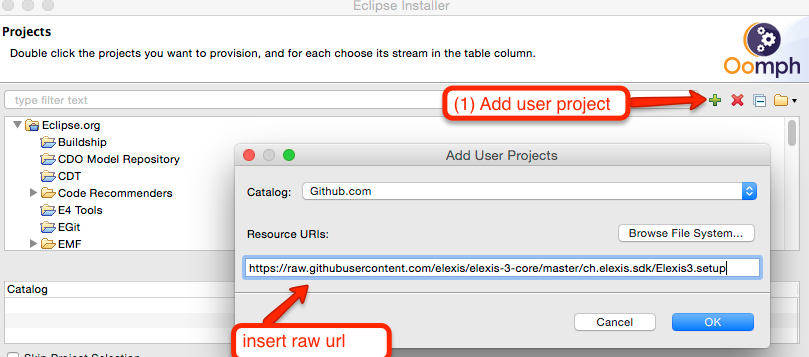 Eclipse Installer
Projects
Double click the projects you want to provision, and for each choose its stream in the table column.
Oomph
type filter text
(1) Add user project
Eclipse.org
Buildship
CDO Model Repository
CDT
Code Recommenders
E4 Tools
EGit
EMF
Add User Projects
Catalog:
Github.com
Resource URIs:
Browse File System...
https://raw.githubusercontent.com/elexis/elexis-3-core/master/ch.elexis.sdk/Elexis3.setup
Catalog
insert raw url
Cancel
OK
Skip Project Selection